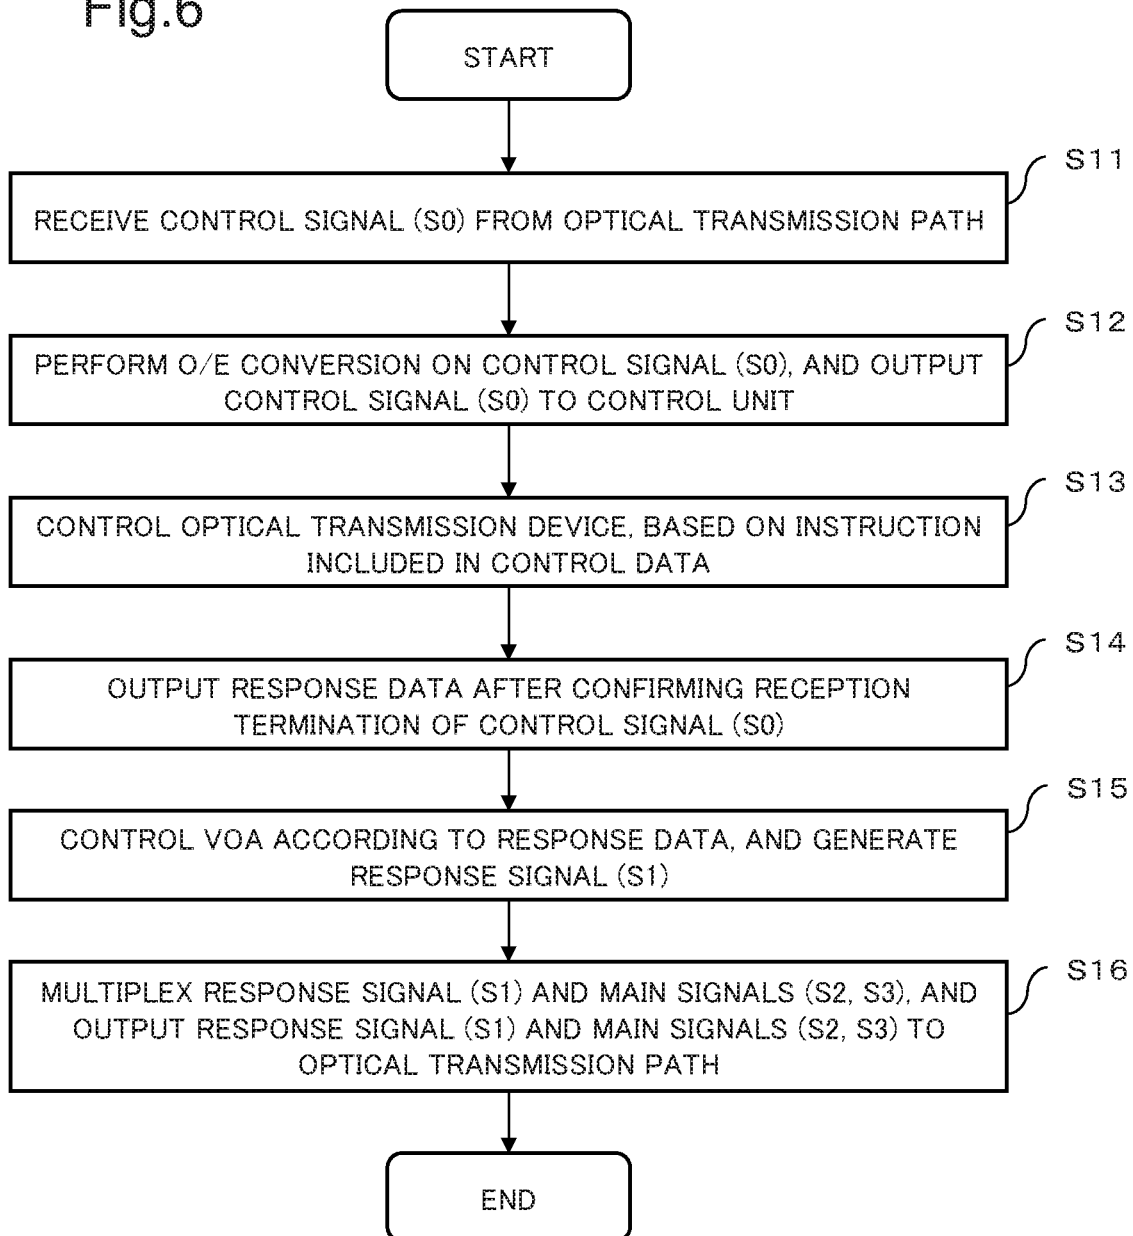 Fig.6
START
S11
RECEIVE CONTROL SIGNAL (S0) FROM OPTICAL TRANSMISSION PATH
S12
PERFORM O/E CONVERSION ON CONTROL SIGNAL (S0), AND OUTPUT
CONTROL SIGNAL (S0) TO CONTROL UNIT
S13
CONTROL OPTICAL TRANSMISSION DEVICE, BASED ON INSTRUCTION
INCLUDED IN CONTROL DATA
S14
OUTPUT RESPONSE DATA AFTER CONFIRMING RECEPTION
TERMINATION OF CONTROL SIGNAL (S0)
S15
CONTROL VOA ACCORDING TO RESPONSE DATA, AND GENERATE
RESPONSE SIGNAL (S1)
S16
MULTIPLEX RESPONSE SIGNAL (S1) AND MAIN SIGNALS (S2, S3), AND
OUTPUT RESPONSE SIGNAL (S1) AND MAIN SIGNALS (S2, S3) TO
OPTICAL TRANSMISSION PATH
END